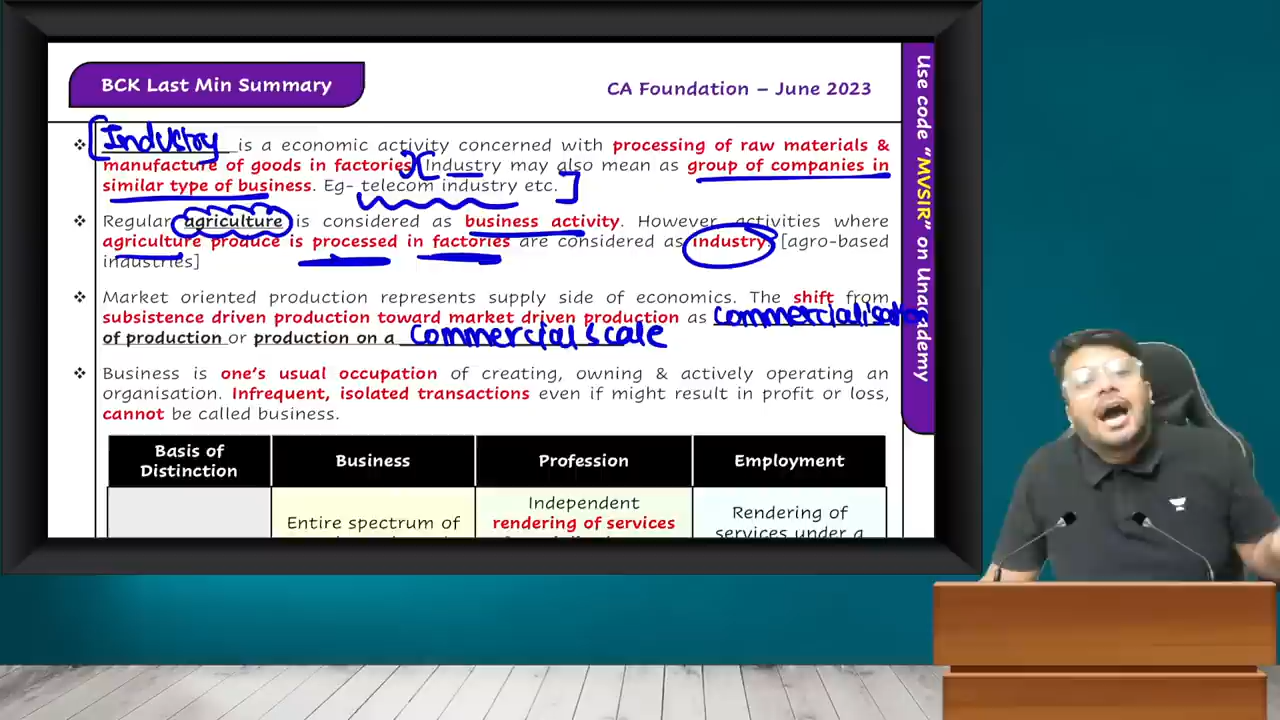 BCK Last Min Summary
CA Foundation – June 2023
Use code "MVSIR" on Unacademy
❖ Industry is a economic activity concerned with processing of raw materials &
manufacture of goods in factories. Industry may also mean as group of companies in
similar type of business. Eg- telecom industry etc.
❖ Regular agriculture is considered as business activity. However activities where
agriculture produce is processed in factories are considered as industry. [agro-based
industries]
❖ Market oriented production represents supply side of economics. The shift from
subsistence driven production toward market driven production as commercialisation
of production or production on a commercial scale
❖ Business is one's usual occupation of creating, owning & actively operating an
organisation. Infrequent, isolated transactions even if might result in profit or loss,
cannot be called business.
Basis of Distinction
Business
Profession
Employment
Entire spectrum of
Independent
rendering of services
Rendering of
services under a